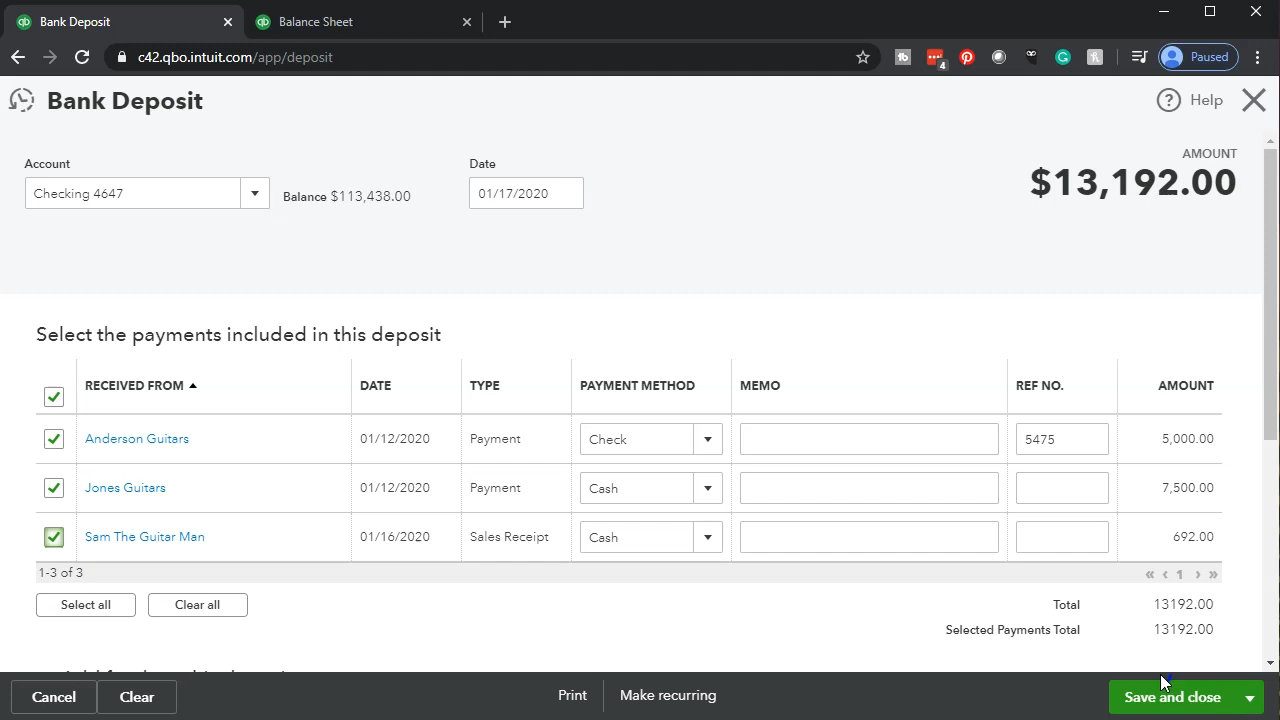 Bank Deposit
Balance Sheet
c42.qbo.intuit.com/app/deposit
4
Paused
Bank Deposit
Help
Account
Date
AMOUNT
Checking 4647
Balance $113,438.00
01/17/2020
$13,192.00
Select the payments included in this deposit
RECEIVED FROM DATE TYPE PAYMENT METHOD MEMO REF NO. AMOUNT
Anderson Guitars 01/12/2020 Payment Check 5475 5,000.00
Jones Guitars 01/12/2020 Payment Cash 7,500.00
Sam The Guitar Man 01/16/2020 Sales Receipt Cash 692.00
1-3 of 3 « ‹ 1 › »
Select all Clear all Total 13192.00
Selected Payments Total 13192.00
Cancel Clear Print Make recurring Save and close